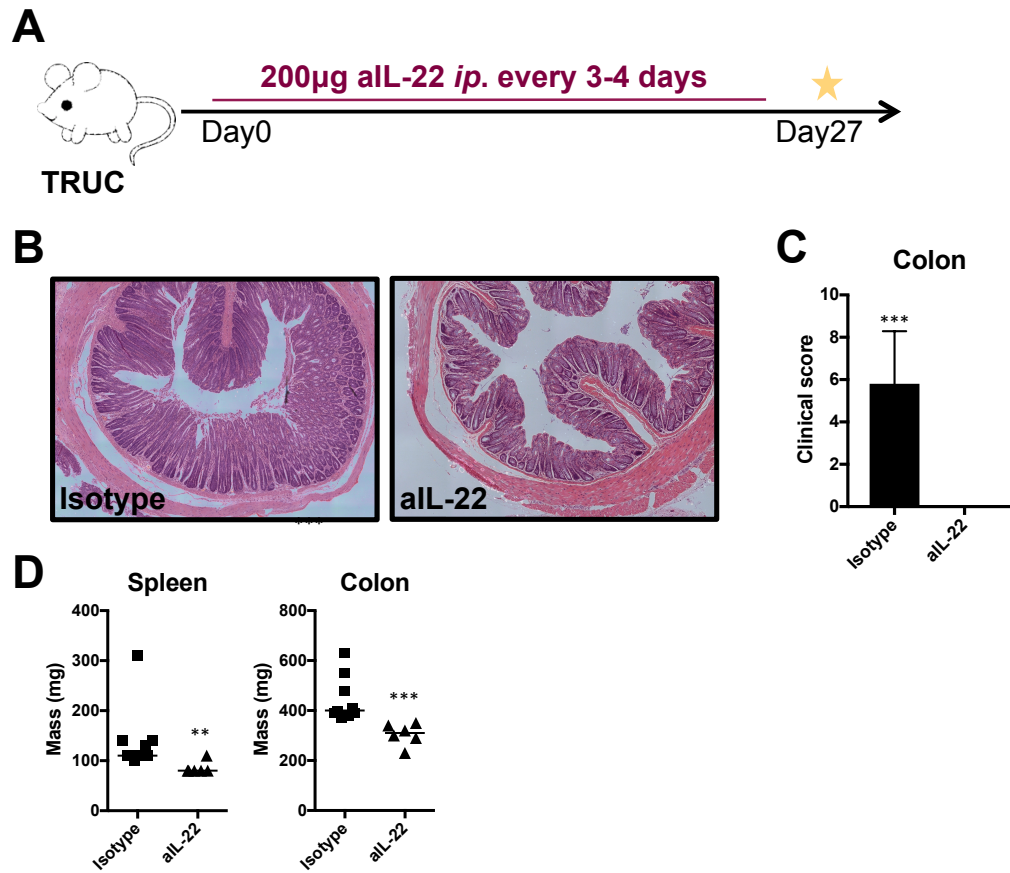 A
200µg aIL-22 ip. every 3-4 days
Day0
Day27
TRUC
B
Isotype
aIL-22
***
C
Colon
Clinical score
10
8
6
4
2
0
***
Isotype
aIL-22
D
Spleen
Mass (mg)
400
300
200
100
0
**
Isotype
aIL-22
Colon
Mass (mg)
800
600
400
200
0
***
Isotype
aIL-22